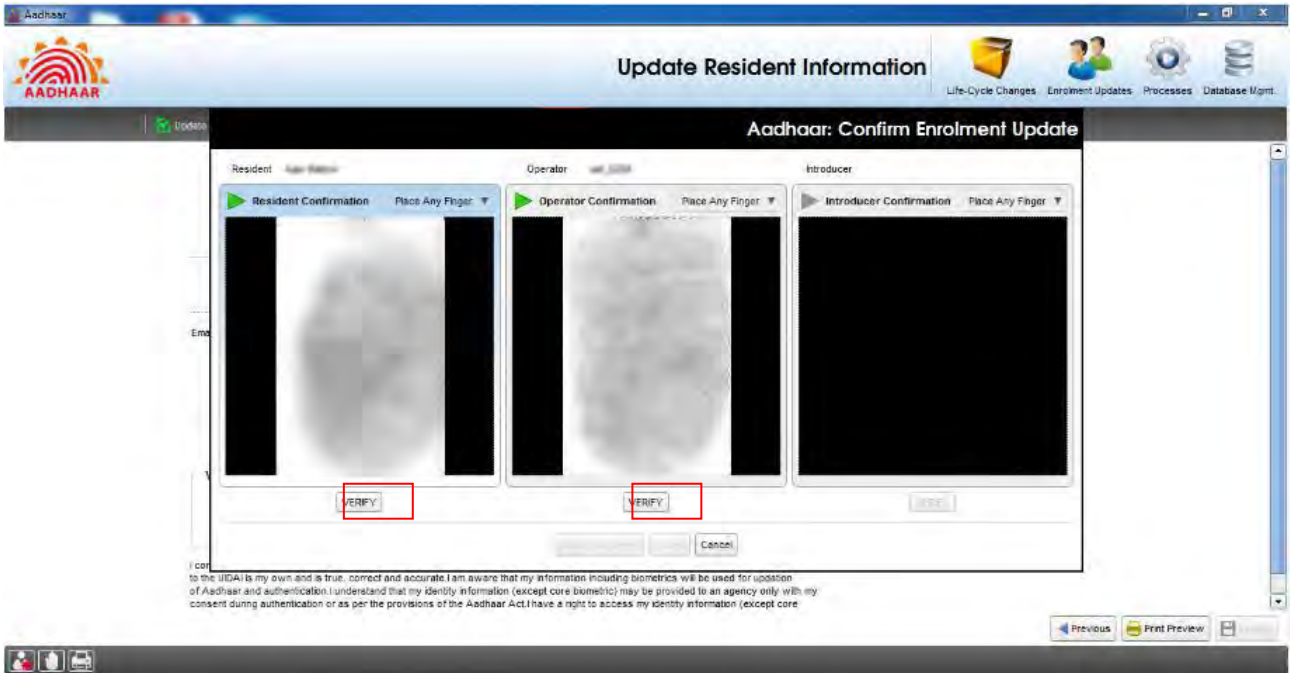 Aadhaar
AADHAAR
Update Resident Information
Life-Cycle Changes Enrolment Updates Processes Database Mgmt.
Update
Aadhaar: Confirm Enrolment Update
Resident Operator Introducer
Resident Confirmation Place Any Finger Operator Confirmation Place Any Finger Introducer Confirmation Place Any Finger
Ema
V
VERIFY VERIFY
Cancel
I con
to the UIDAI is my own and is true, correct and accurate.I am aware that my information including biometrics will be used for updation
of Aadhaar and authentication.I understand that my identity information (except core biometric) may be provided to an agency only with my
consent during authentication or as per the provisions of the Aadhaar Act.I have a right to access my identity information (except core
Previous Print Preview